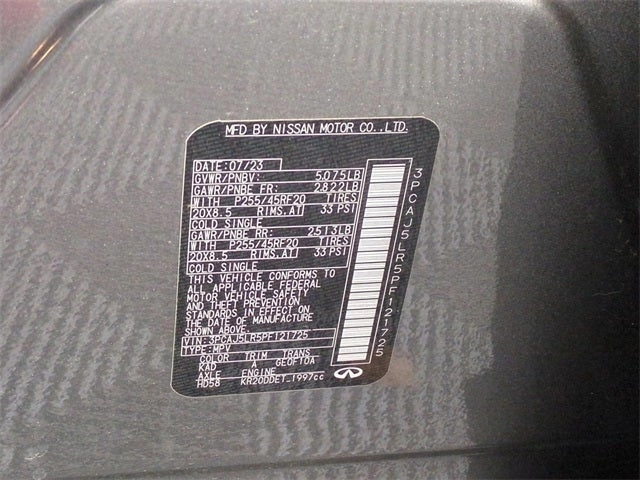 MFD BY NISSAN MOTOR CO.,LTD.
DATE:07/23
GVWR/PNBV: 5075LB
GAWR/PNBE FR: 2822LB
WITH P255/45RF20 TIRES
20X8.5 RIMS.AT 33 PSI
COLD SINGLE
GAWR/PNBE RR: 2513LB
WITH P255/45RF20 TIRES
20X8.5 RIMS.AT 33 PSI
COLD SINGLE
THIS VEHICLE CONFORMS TO
ALL APPLICABLE FEDERAL
MOTOR VEHICLE SAFETY
AND THEFT PREVENTION
STANDARDS IN EFFECT ON
THE DATE OF MANUFACTURE
SHOWN ABOVE.
VIN:3PCAJ5LR5PF121725
TYPE:MPV
COLOR TRIM TRANS
KAD A GE0F10A
AXLE ENGINE
HD58 KR20DDET 1997cc
3PCAJ5LR5PF121725